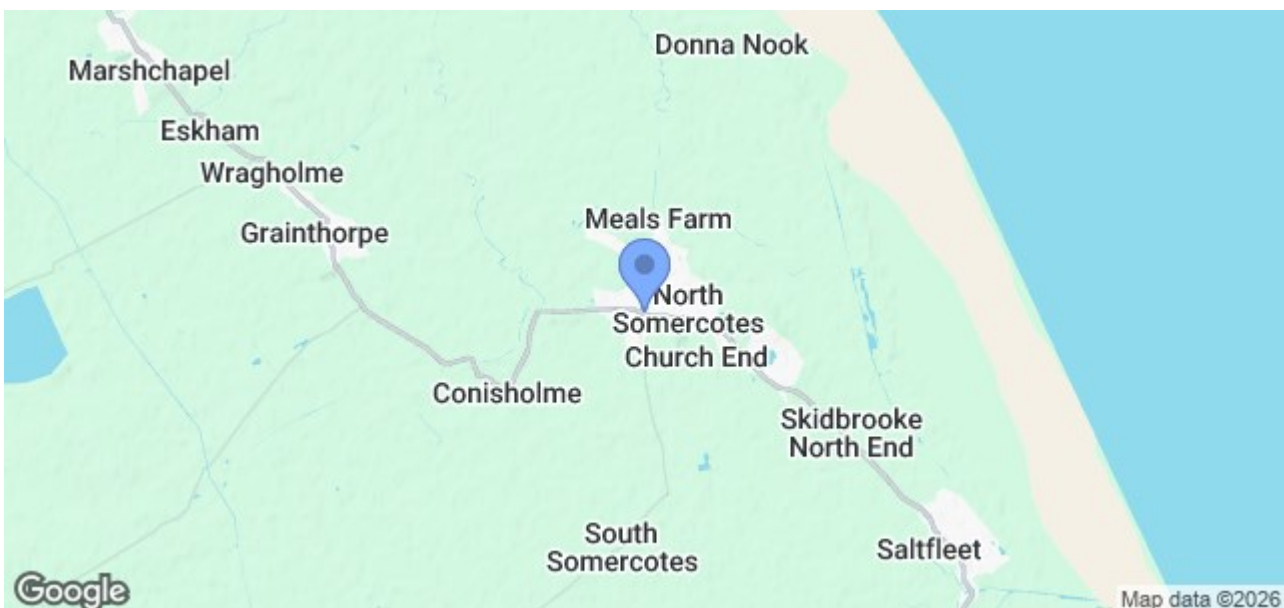 Donna Nook
Marshchapel
Eskham
Wragholme
Meals Farm
Grainthorpe
North
Somercotes
Church End
Conisholme
Skidbrooke
North End
South
Somercotes
Saltfleet
Google
Map data ©2026